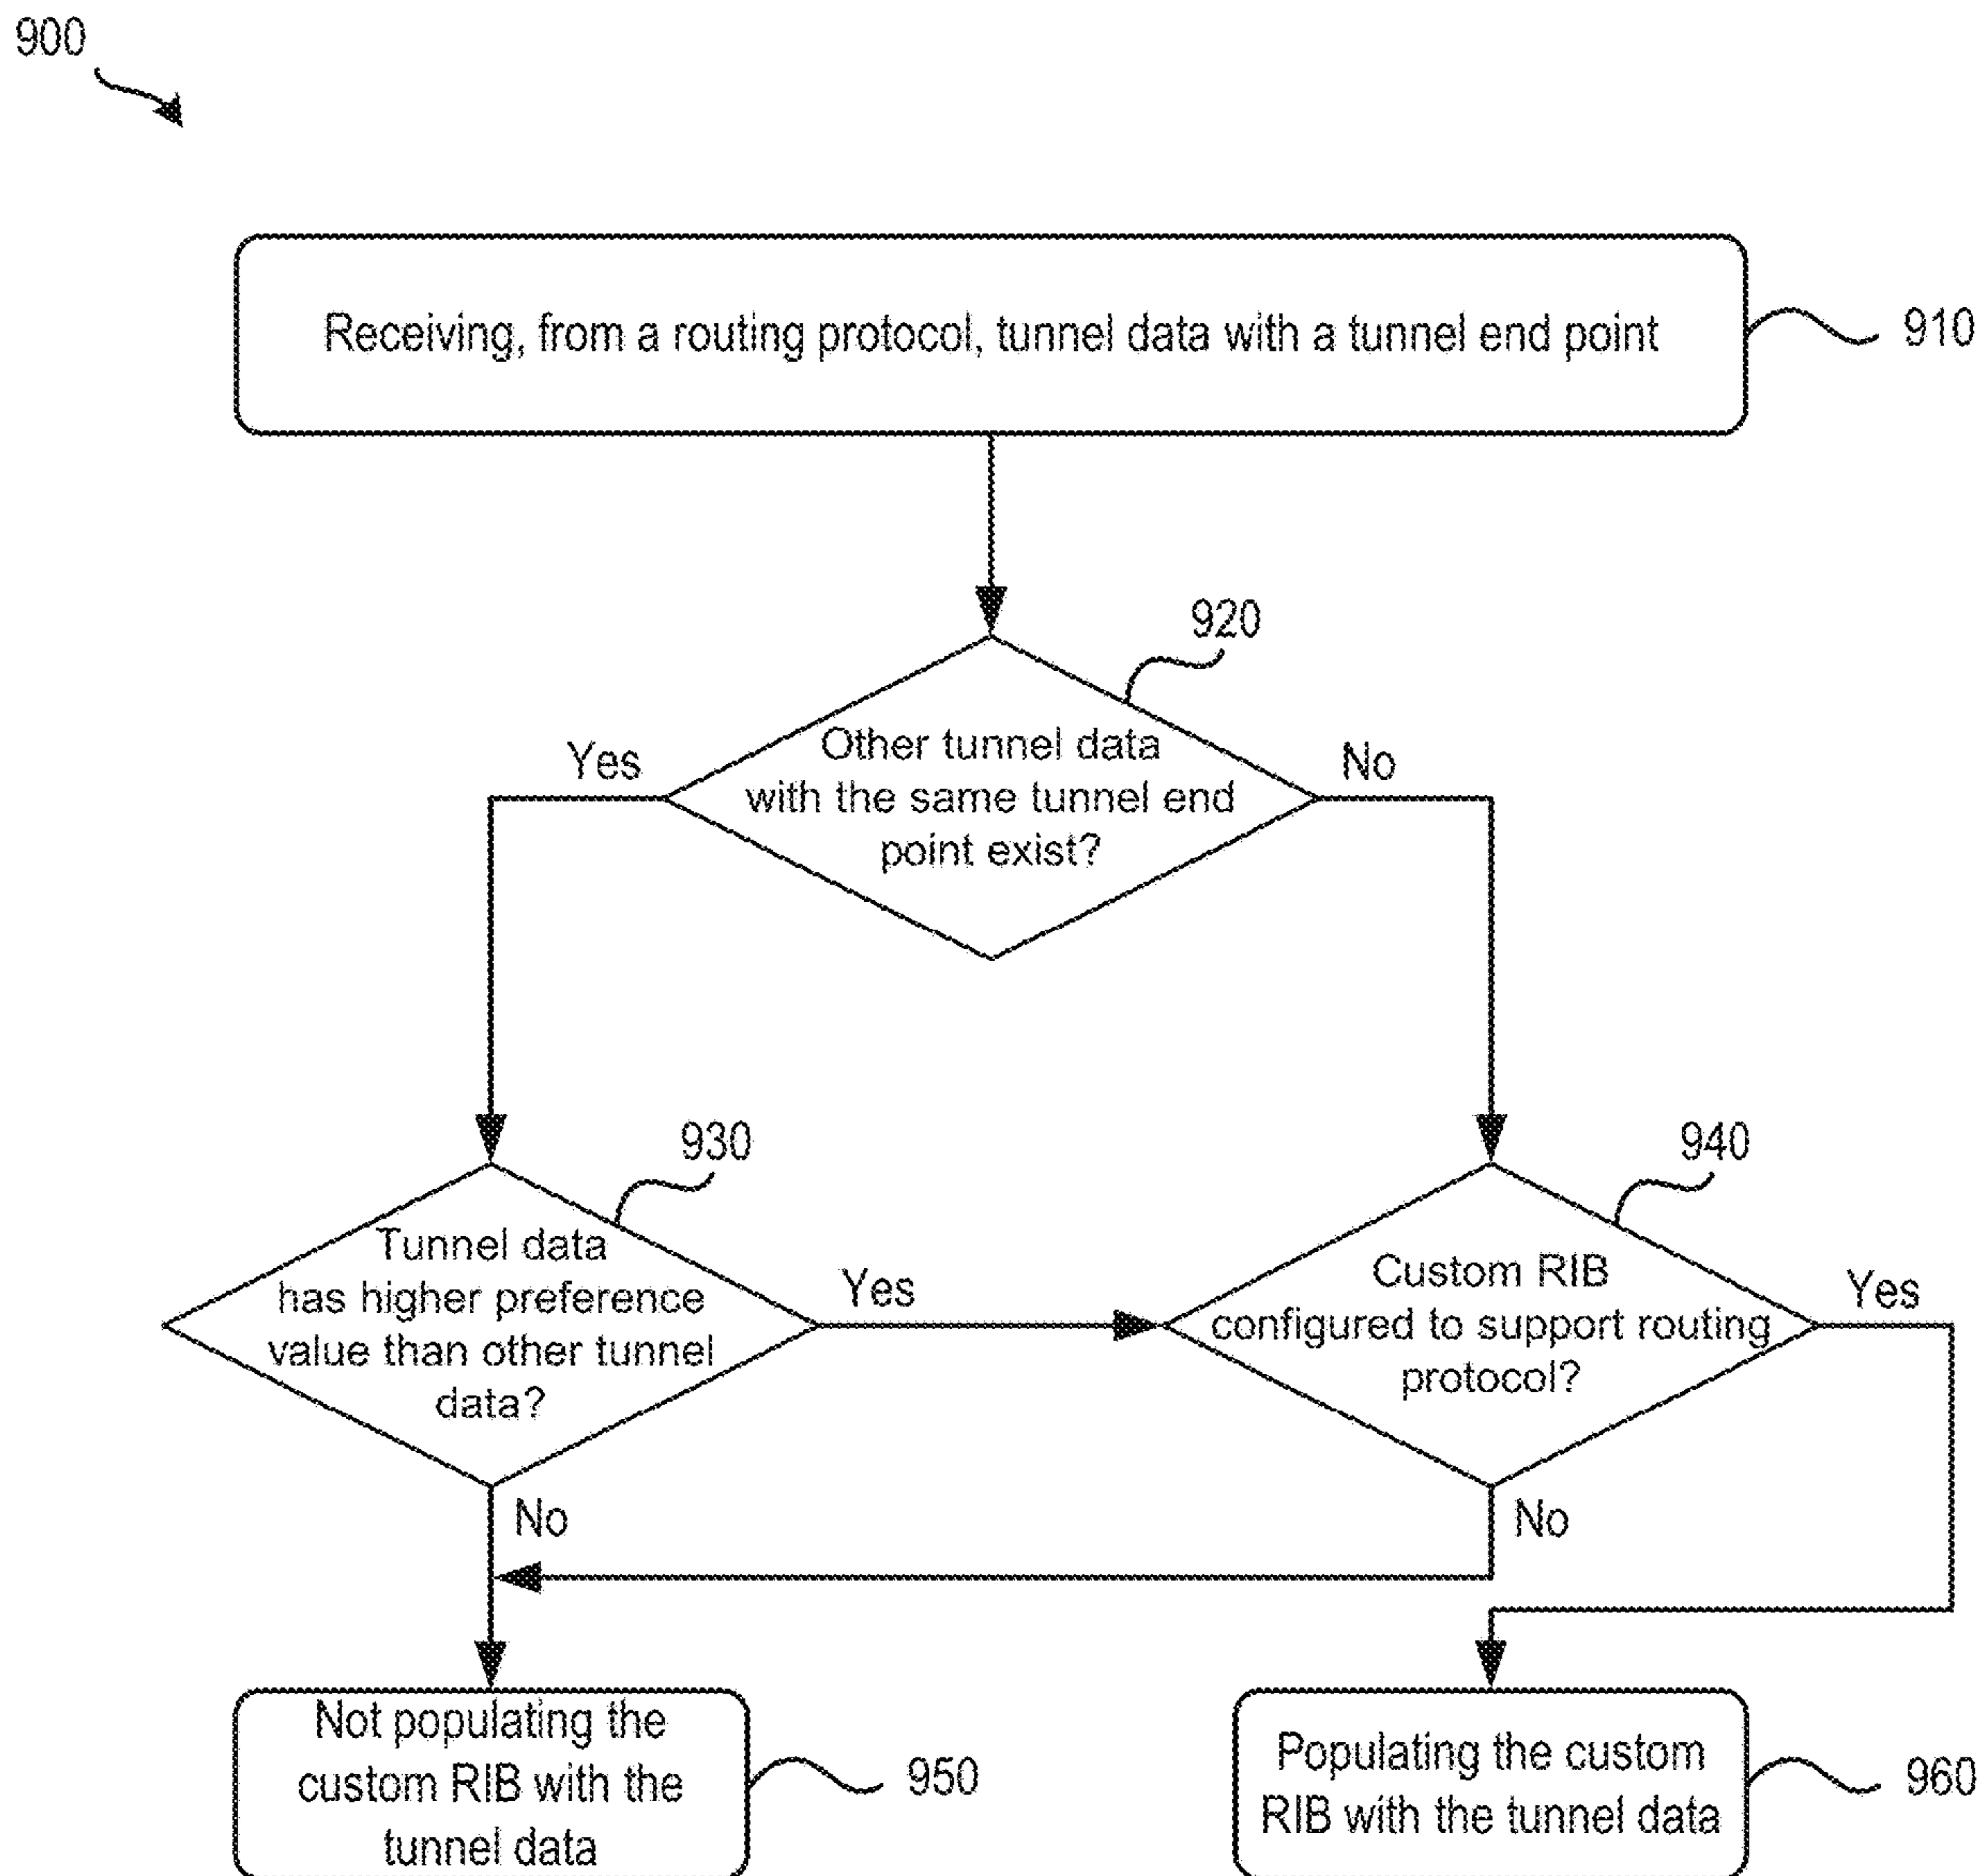 900
Receiving, from a routing protocol, tunnel data with a tunnel end point
910
920
Other tunnel data
with the same tunnel end
point exist?
Yes
No
930
Tunnel data
has higher preference
value than other tunnel
data?
Yes
No
940
Custom RIB
configured to support routing
protocol?
Yes
No
Not populating the
custom RIB with the
tunnel data
950
Populating the custom
RIB with the tunnel data
960